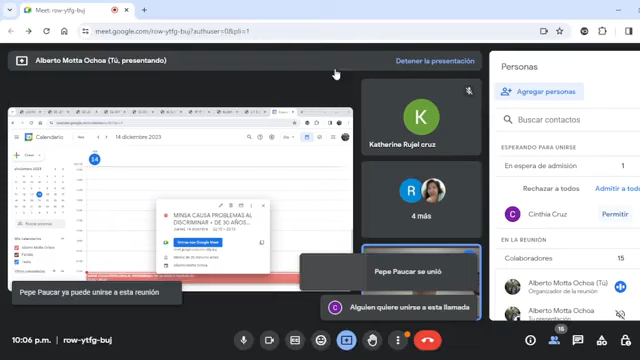 Meet: row-ytfg-buj
meet.google.com/row-ytfg-buj?authuser=0&pli=1
Alberto Motta Ochoa (Tú, presentando)
Detener la presentación
Calendario
14 diciembre 2023
14
MINSA CAUSA PROBLEMAS AL
DISCRIMINAR + DE 30 AÑOS...
Unirse con Google Meet
Katherine Rujel cruz
K
R
4 más
Pepe Paucar se unió
Pepe Paucar ya puede unirse a esta reunión
C
Alguien quiere unirse a esta llamada
Personas
Agregar personas
Buscar contactos
ESPERANDO PARA UNIRSE
En espera de admisión
1
Rechazar a todos
Admitir a todo
C
Cinthia Cruz
Permitir
EN LA REUNIÓN
Colaboradores
15
Alberto Motta Ochoa (Tú)
Organizador de la reunión
Alberto Motta Ochoa
Tu presentación
10:06 p.m.
row-ytfg-buj
16